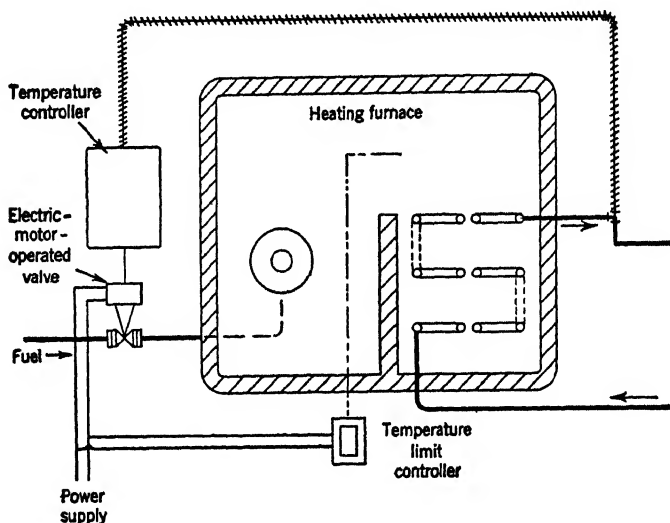 Temperature
controller
Heating furnace
Electric-
motor-
operated
valve
Fuel
Temperature
limit
controller
Power
supply